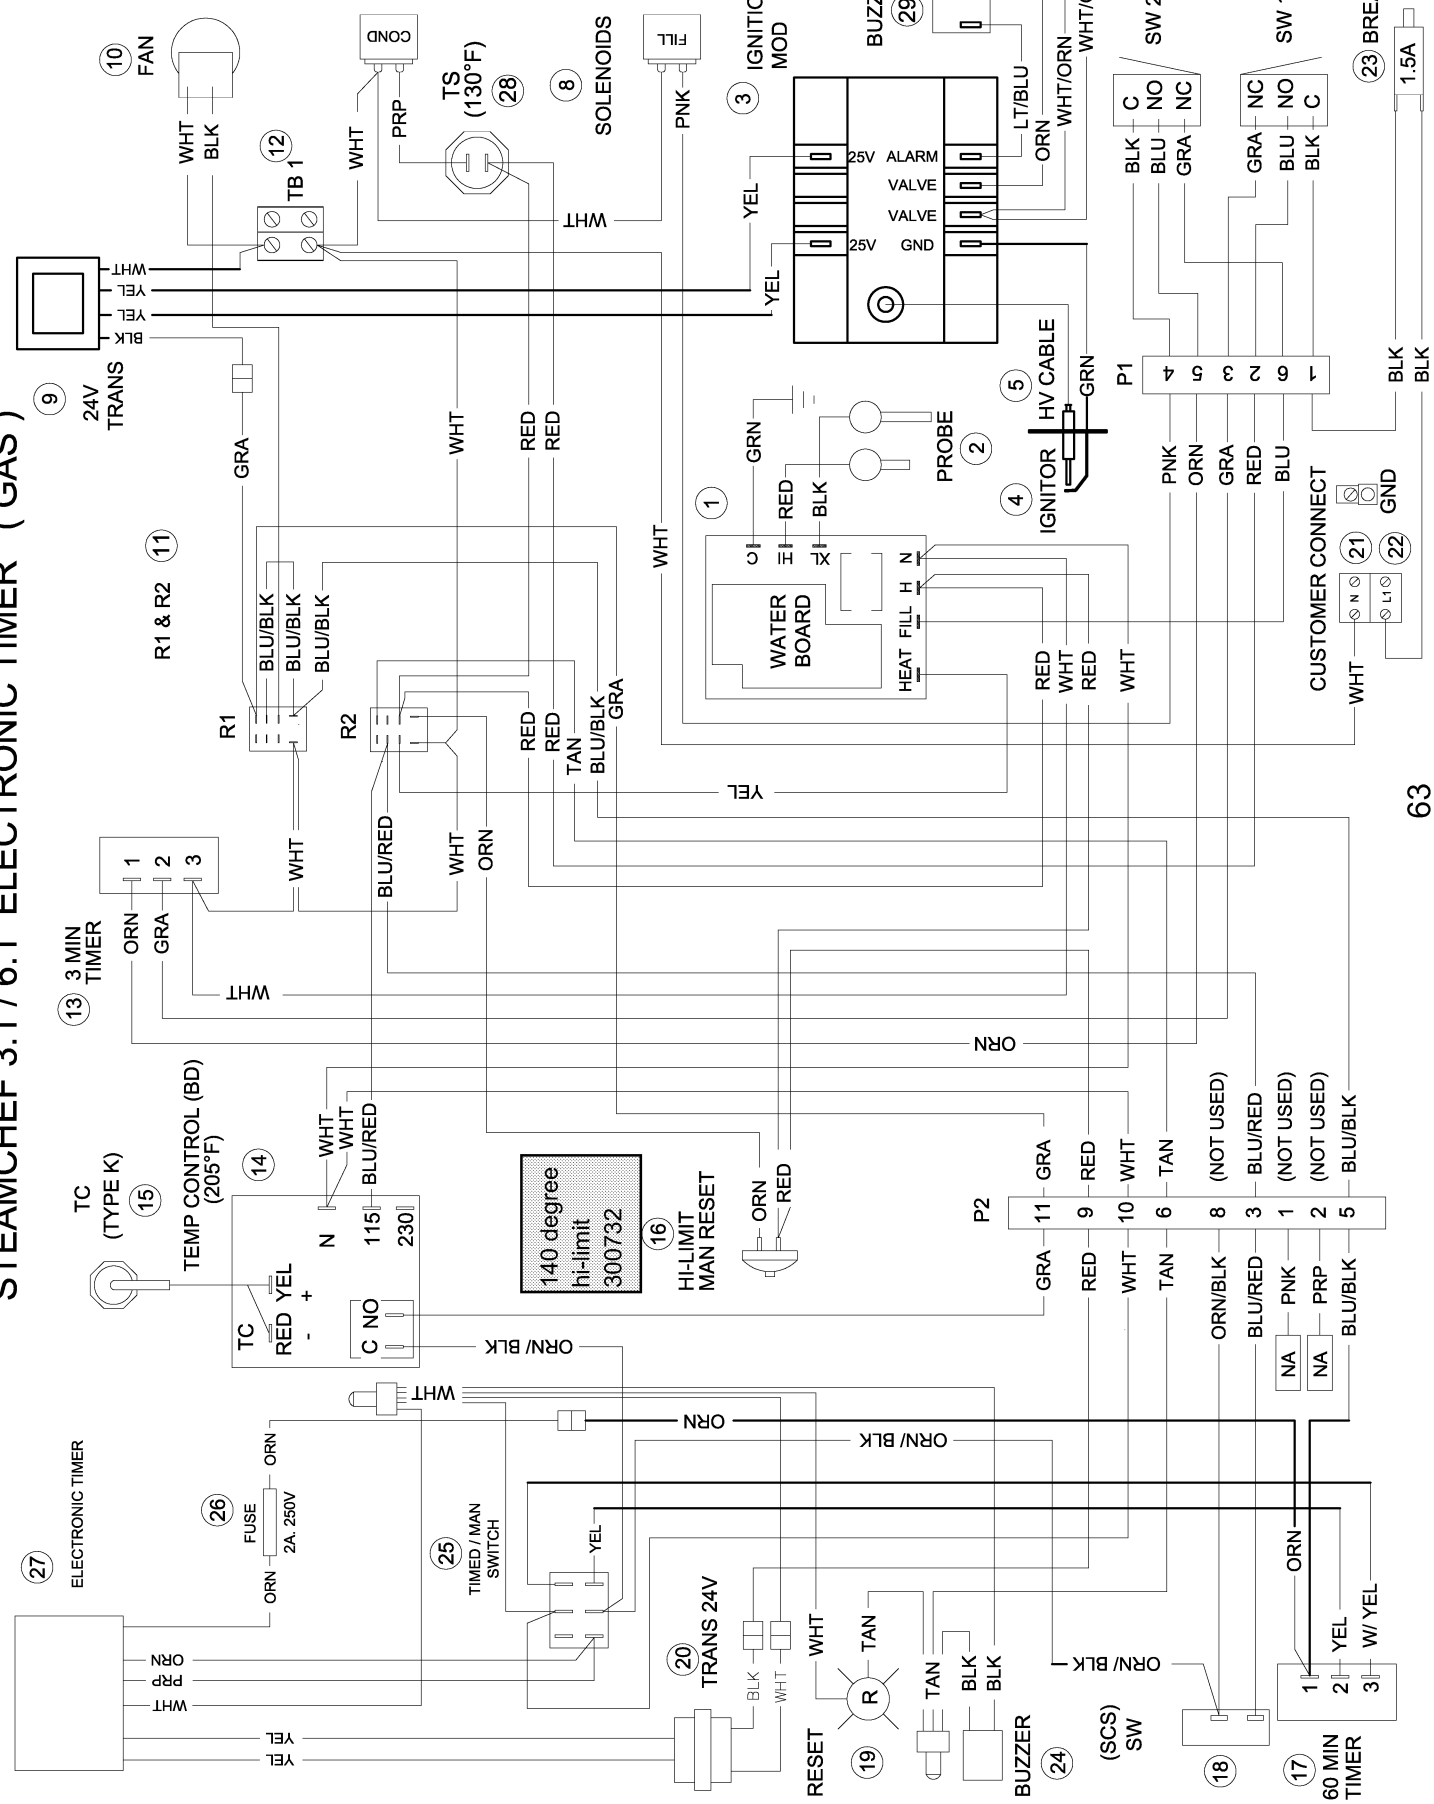 STEAMCHEF 3.1 / 6.1 ELECTRONIC TIMER ( GAS )
10
FAN
COND
TS
(130°F)
28
8
SOLENOIDS
FILL
3
MOD
29
SW 2
23
1.5A
WHT
BLK
12
TB 1
WHT
PRP
PNK
LT/BLU
ORN
WHT/ORN
C
NO
NC
NC
NO
C
BLK
BLU
GRA
GRA
BLU
BLK
25V
ALARM
VALVE
VALVE
25V
GND
YEL
YEL
WHT
WHT
YEL
YEL
BLK
9
24V
TRANS
GRA
WHT
RED
RED
5
HV CABLE
GRN
4
IGNITOR
P1
4
5
3
2
6
1
BLK
BLK
GRN
RED
BLK
PROBE
2
1
C
HI
XL
WATER
BOARD
N
H
FILL
HEAT
PNK
ORN
GRA
RED
BLU
CUSTOMER CONNECT
GND
21
22
N
L1
WHT
R1 & R2
11
BLU/BLK
BLU/BLK
BLU/BLK
R1
R2
WHT
RED
RED
TAN
BLU/BLK
GRA
RED
WHT
RED
WHT
YEL
63
1
2
3
13
3 MIN
TIMER
ORN
GRA
WHT
BLU/RED
WHT
ORN
WHT
ORN
TC
(TYPE K)
15
TEMP CONTROL (BD)
(205°F)
14
WHT
WHT
BLU/RED
N
115
230
TC
RED
YEL
-
+
C
NO
140 degree
hi-limit
300732
16
HI-LIMIT
MAN RESET
ORN
RED
P2
GRA
RED
WHT
TAN
(NOT USED)
BLU/RED
(NOT USED)
(NOT USED)
BLU/BLK
11
9
10
6
8
3
1
2
5
GRA
RED
WHT
TAN
ORN/BLK
BLU/RED
PNK
PRP
BLU/BLK
NA
NA
ORN/ BLK
WHT
ORN
ORN/ BLK
27
ELECTRONIC TIMER
26
FUSE
2A. 250V
ORN
ORN
25
TIMED / MAN
SWITCH
YEL
ORN
PRP
WHT
YEL
YEL
20
TRANS 24V
BLK
WHT
WHT
TAN
R
RESET
19
TAN
BLK
BLK
BUZZER
24
ORN/ BLK
(SCS)
SW
18
ORN
YEL
W/ YEL
1
2
3
17
60 MIN
TIMER